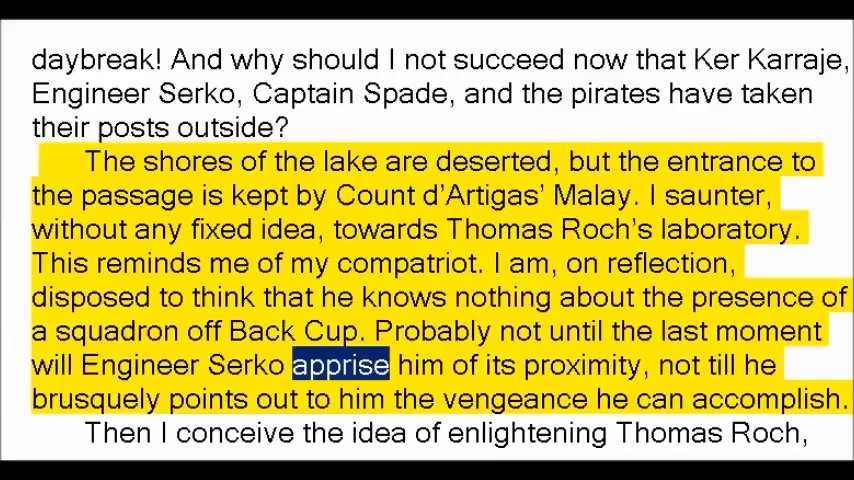 daybreak! And why should I not succeed now that Ker Karraje,
Engineer Serko, Captain Spade, and the pirates have taken
their posts outside?
The shores of the lake are deserted, but the entrance to
the passage is kept by Count d’Artigas’ Malay. I saunter,
without any fixed idea, towards Thomas Roch’s laboratory.
This reminds me of my compatriot. I am, on reflection,
disposed to think that he knows nothing about the presence of
a squadron off Back Cup. Probably not until the last moment
will Engineer Serko apprise him of its proximity, not till he
brusquely points out to him the vengeance he can accomplish.
Then I conceive the idea of enlightening Thomas Roch,